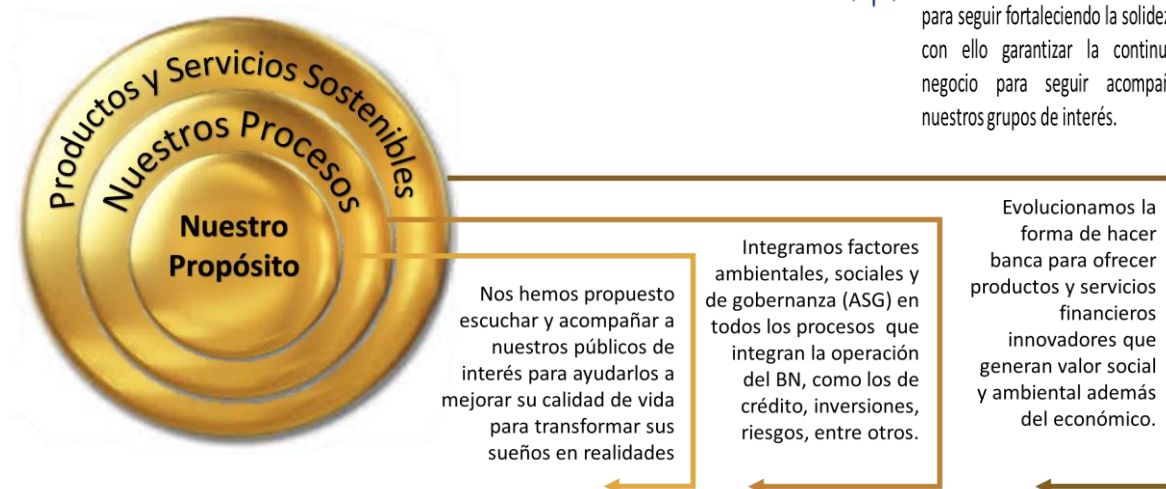 para seguir fortaleciendo la
con ello garantizar la
negocio para seguir
nuestros grupos de interés.
Productos y Servicios Sostenibles
Nuestros Procesos
Nuestro
Propósito
Nos hemos propuesto
escuchar y acompañar a
nuestros públicos de
interés para ayudarlos a
mejorar su calidad de vida
para transformar sus
sueños en realidades
Integramos factores
ambientales, sociales y
de gobernanza (ASG) en
todos los procesos que
integran la operación
del BN, como los de
crédito, inversiones,
riesgos, entre otros.
Evolucionamos la
forma de hacer
banca para ofrecer
productos y servicios
financieros
innovadores que
generan valor social
y ambiental además
del económico.